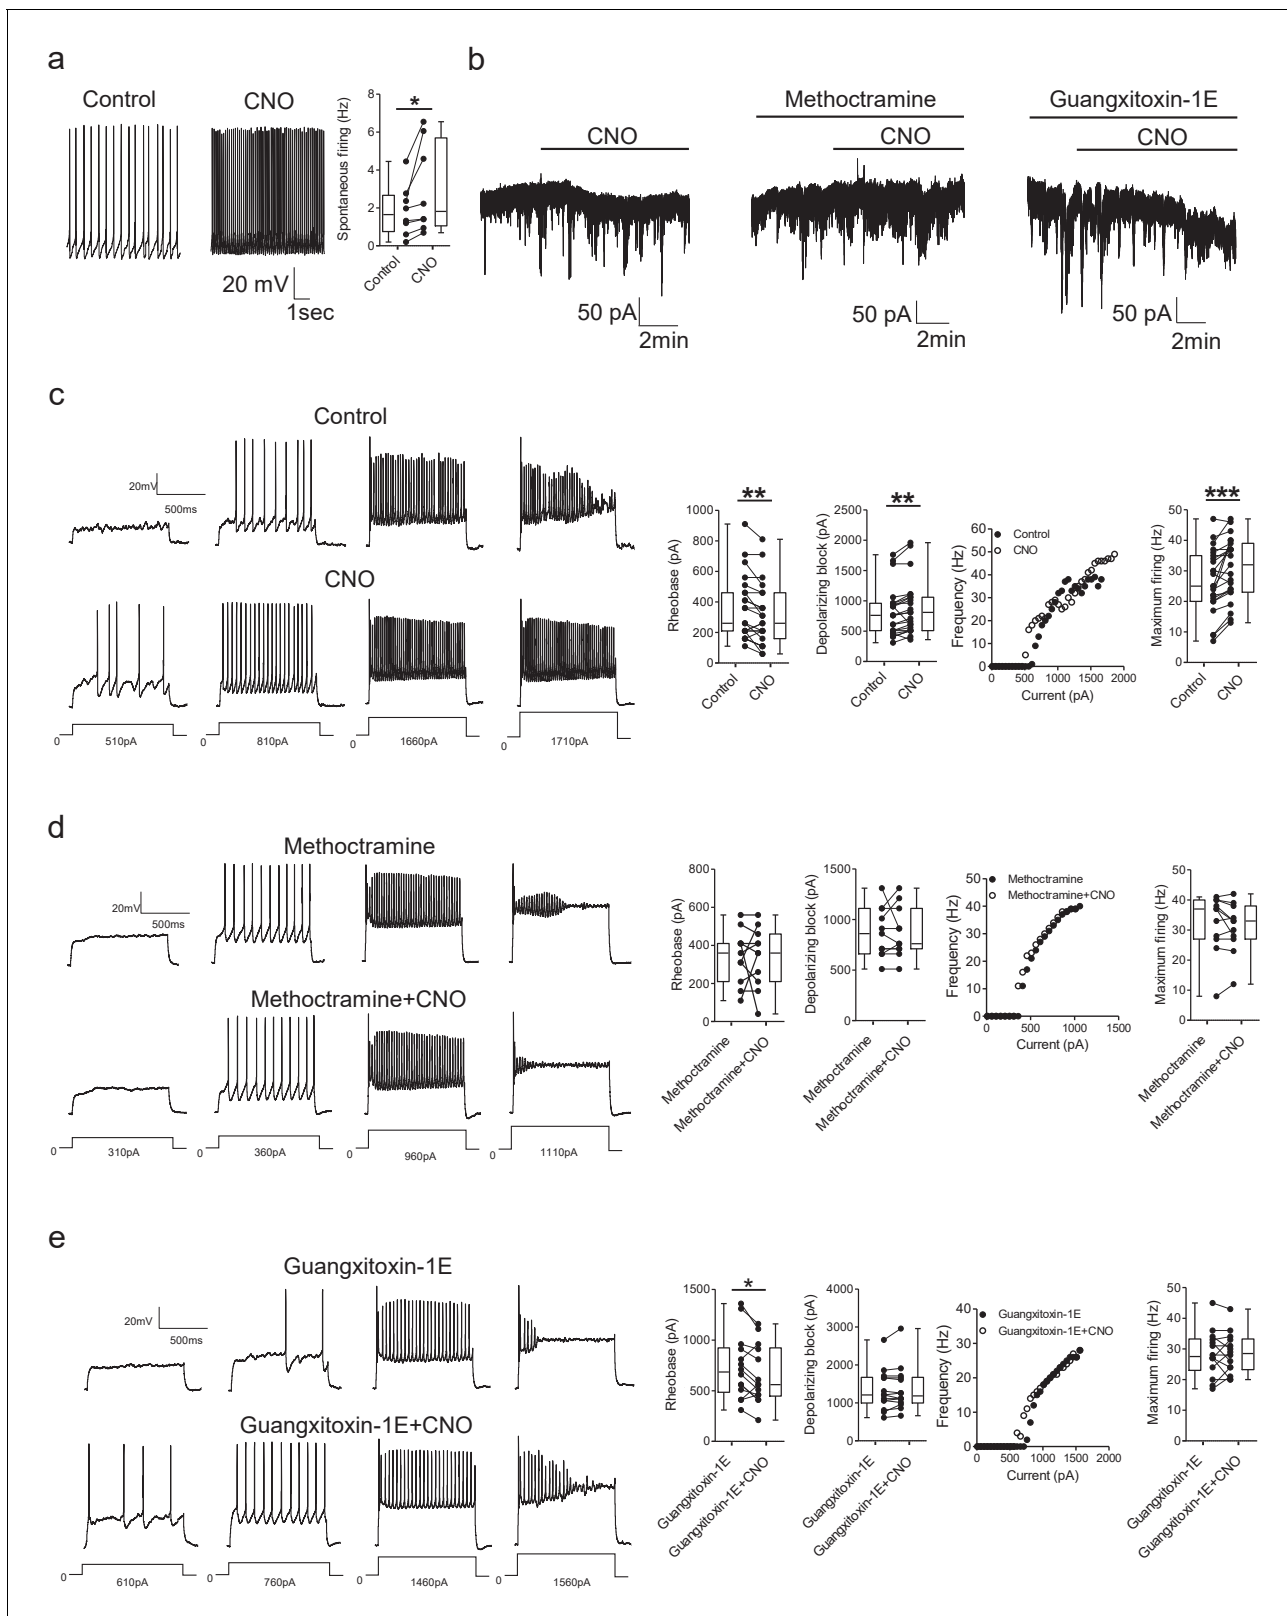 a
Control
CNO
20 mV
1sec
Spontaneous firing (Hz)
8
6
4
2
0
*
Control
CNO
b
CNO
50 pA
2min
Methoctramine
CNO
50 pA
2min
Guangxitoxin-1E
CNO
50 pA
2min
c
Control
20mV
500ms
CNO
0
510pA
0
810pA
0
1660pA
0
1710pA
Rheobase (pA)
1000
800
600
400
200
0
**
Control
CNO
Depolarizing block (pA)
2500
2000
1500
1000
500
0
**
Control
CNO
Frequency (Hz)
60
50
40
30
20
10
0
Control
CNO
0
500
1000
1500
2000
Current (pA)
Maximum firing (Hz)
50
40
30
20
10
0
***
Control
CNO
d
Methoctramine
20mV
500ms
Methoctramine+CNO
0
310pA
0
360pA
0
960pA
0
1110pA
Rheobase (pA)
800
600
400
200
0
Methoctramine
Methoctramine+CNO
Depolarizing block (pA)
1500
1000
500
0
Methoctramine
Methoctramine+CNO
Frequency (Hz)
50
40
30
20
10
0
Methoctramine
Methoctramine+CNO
0
500
1000
1500
Current (pA)
Maximum firing (Hz)
50
40
30
20
10
0
Methoctramine
Methoctramine+CNO
e
Guangxitoxin-1E
20mV
500ms
Guangxitoxin-1E+CNO
0
610pA
0
760pA
0
1460pA
0
1560pA
Rheobase (pA)
1500
1000
500
0
*
Guangxitoxin-1E
Guangxitoxin-1E+CNO
Depolarizing block (pA)
4000
3000
2000
1000
0
Guangxitoxin-1E
Guangxitoxin-1E+CNO
Frequency (Hz)
40
20
0
Guangxitoxin-1E
Guangxitoxin-1E+CNO
0
500
1000
1500
2000
Current (pA)
Maximum firing (Hz)
50
40
30
20
10
0
Guangxitoxin-1E
Guangxitoxin-1E+CNO